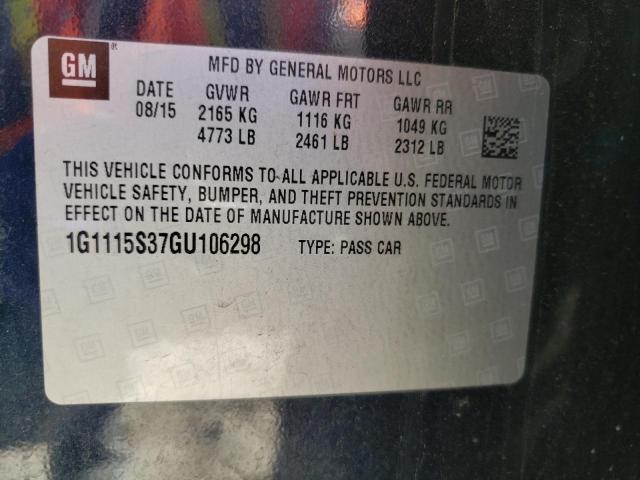 GM ®
MFD BY GENERAL MOTORS LLC
DATE GVWR GAWR FRT GAWR RR
08/15 2165 KG 1116 KG 1049 KG
4773 LB 2461 LB 2312 LB
THIS VEHICLE CONFORMS TO ALL APPLICABLE U.S. FEDERAL MOTOR
VEHICLE SAFETY, BUMPER, AND THEFT PREVENTION STANDARDS IN
EFFECT ON THE DATE OF MANUFACTURE SHOWN ABOVE.
1G1115S37GU106298 TYPE: PASS CAR